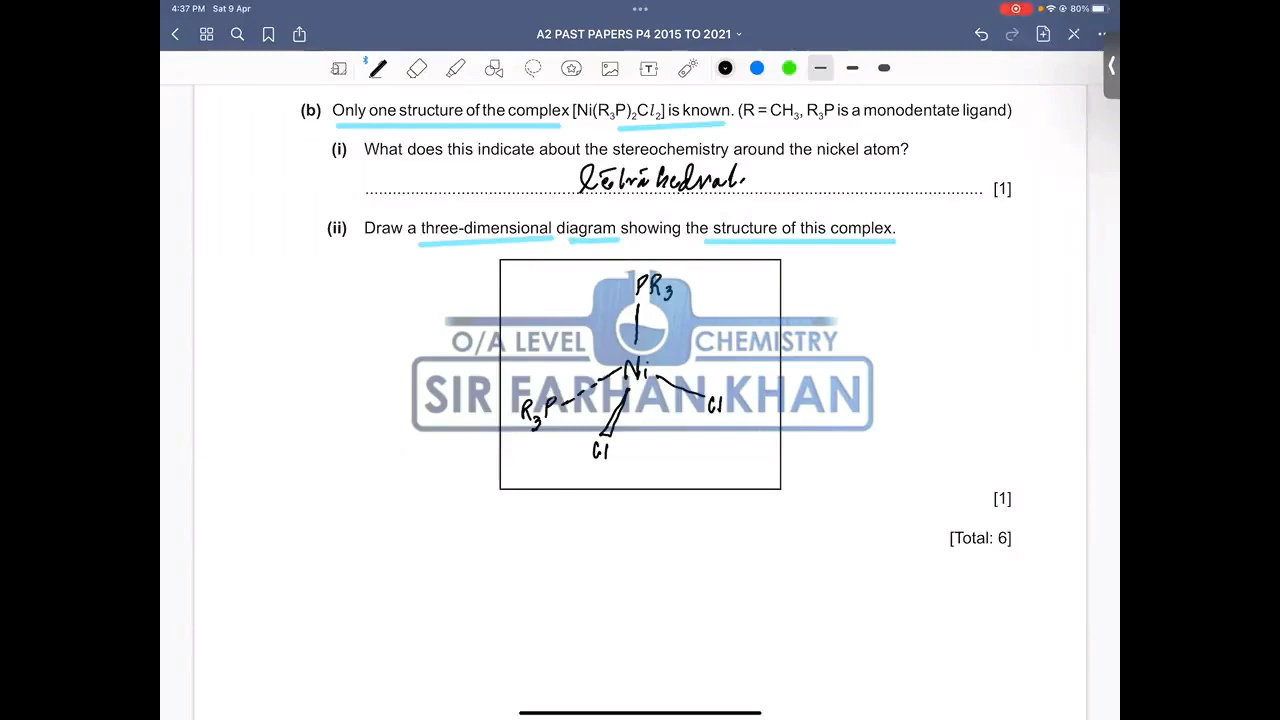 4:37 PM Sat 9 Apr
80%
A2 PAST PAPERS P4 2015 TO 2021
(b) Only one structure of the complex [Ni(R₃P)₂Cl₂] is known. (R = CH₃, R₃P is a monodentate ligand)
(i) What does this indicate about the stereochemistry around the nickel atom?
tetrahedral.
[1]
(ii) Draw a three-dimensional diagram showing the structure of this complex.
PR₃
O/A LEVEL CHEMISTRY
Ni
SIR FARHAN KHAN
R₃P
Cl
Cl
[1]
[Total: 6]